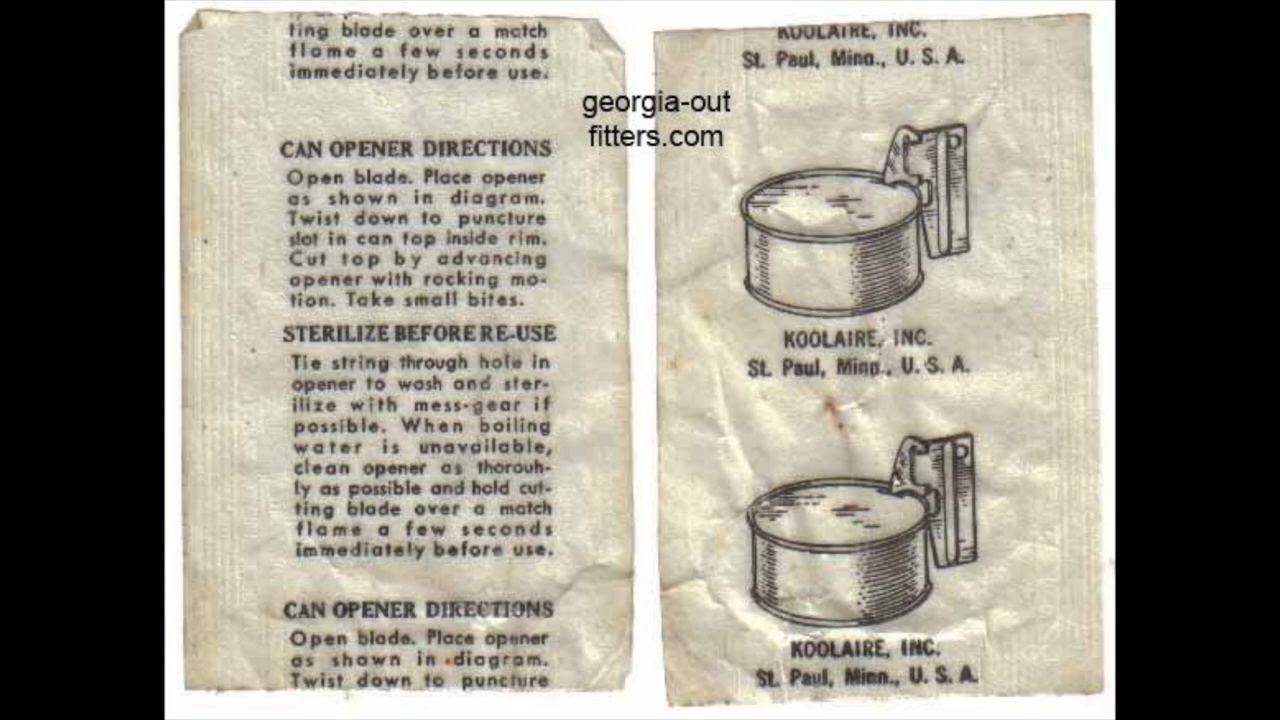 ting blade over a match
flame a few seconds
immediately before use.
CAN OPENER DIRECTIONS
Open blade. Place opener
as shown in diagram.
Twist down to puncture
slot in can top inside rim.
Cut top by advancing
opener with rocking mo-
tion. Take small bites.
STERILIZE BEFORE RE-USE
Tie string through hole in
opener to wash and ster-
ilize with mess-gear if
possible. When boiling
water is unavailable,
clean opener as thorouh-
ly as possible and hold cut-
ting blade over a match
flame a few seconds
immediately before use.
CAN OPENER DIRECTIONS
Open blade. Place opener
as shown in diagram.
Twist down to puncture
georgia-out
fitters.com
KOOLAIRE, INC.
St. Paul, Minn., U. S. A.
KOOLAIRE, INC.
St. Paul, Minn., U. S. A.
KOOLAIRE, INC.
St. Paul, Minn., U. S. A.